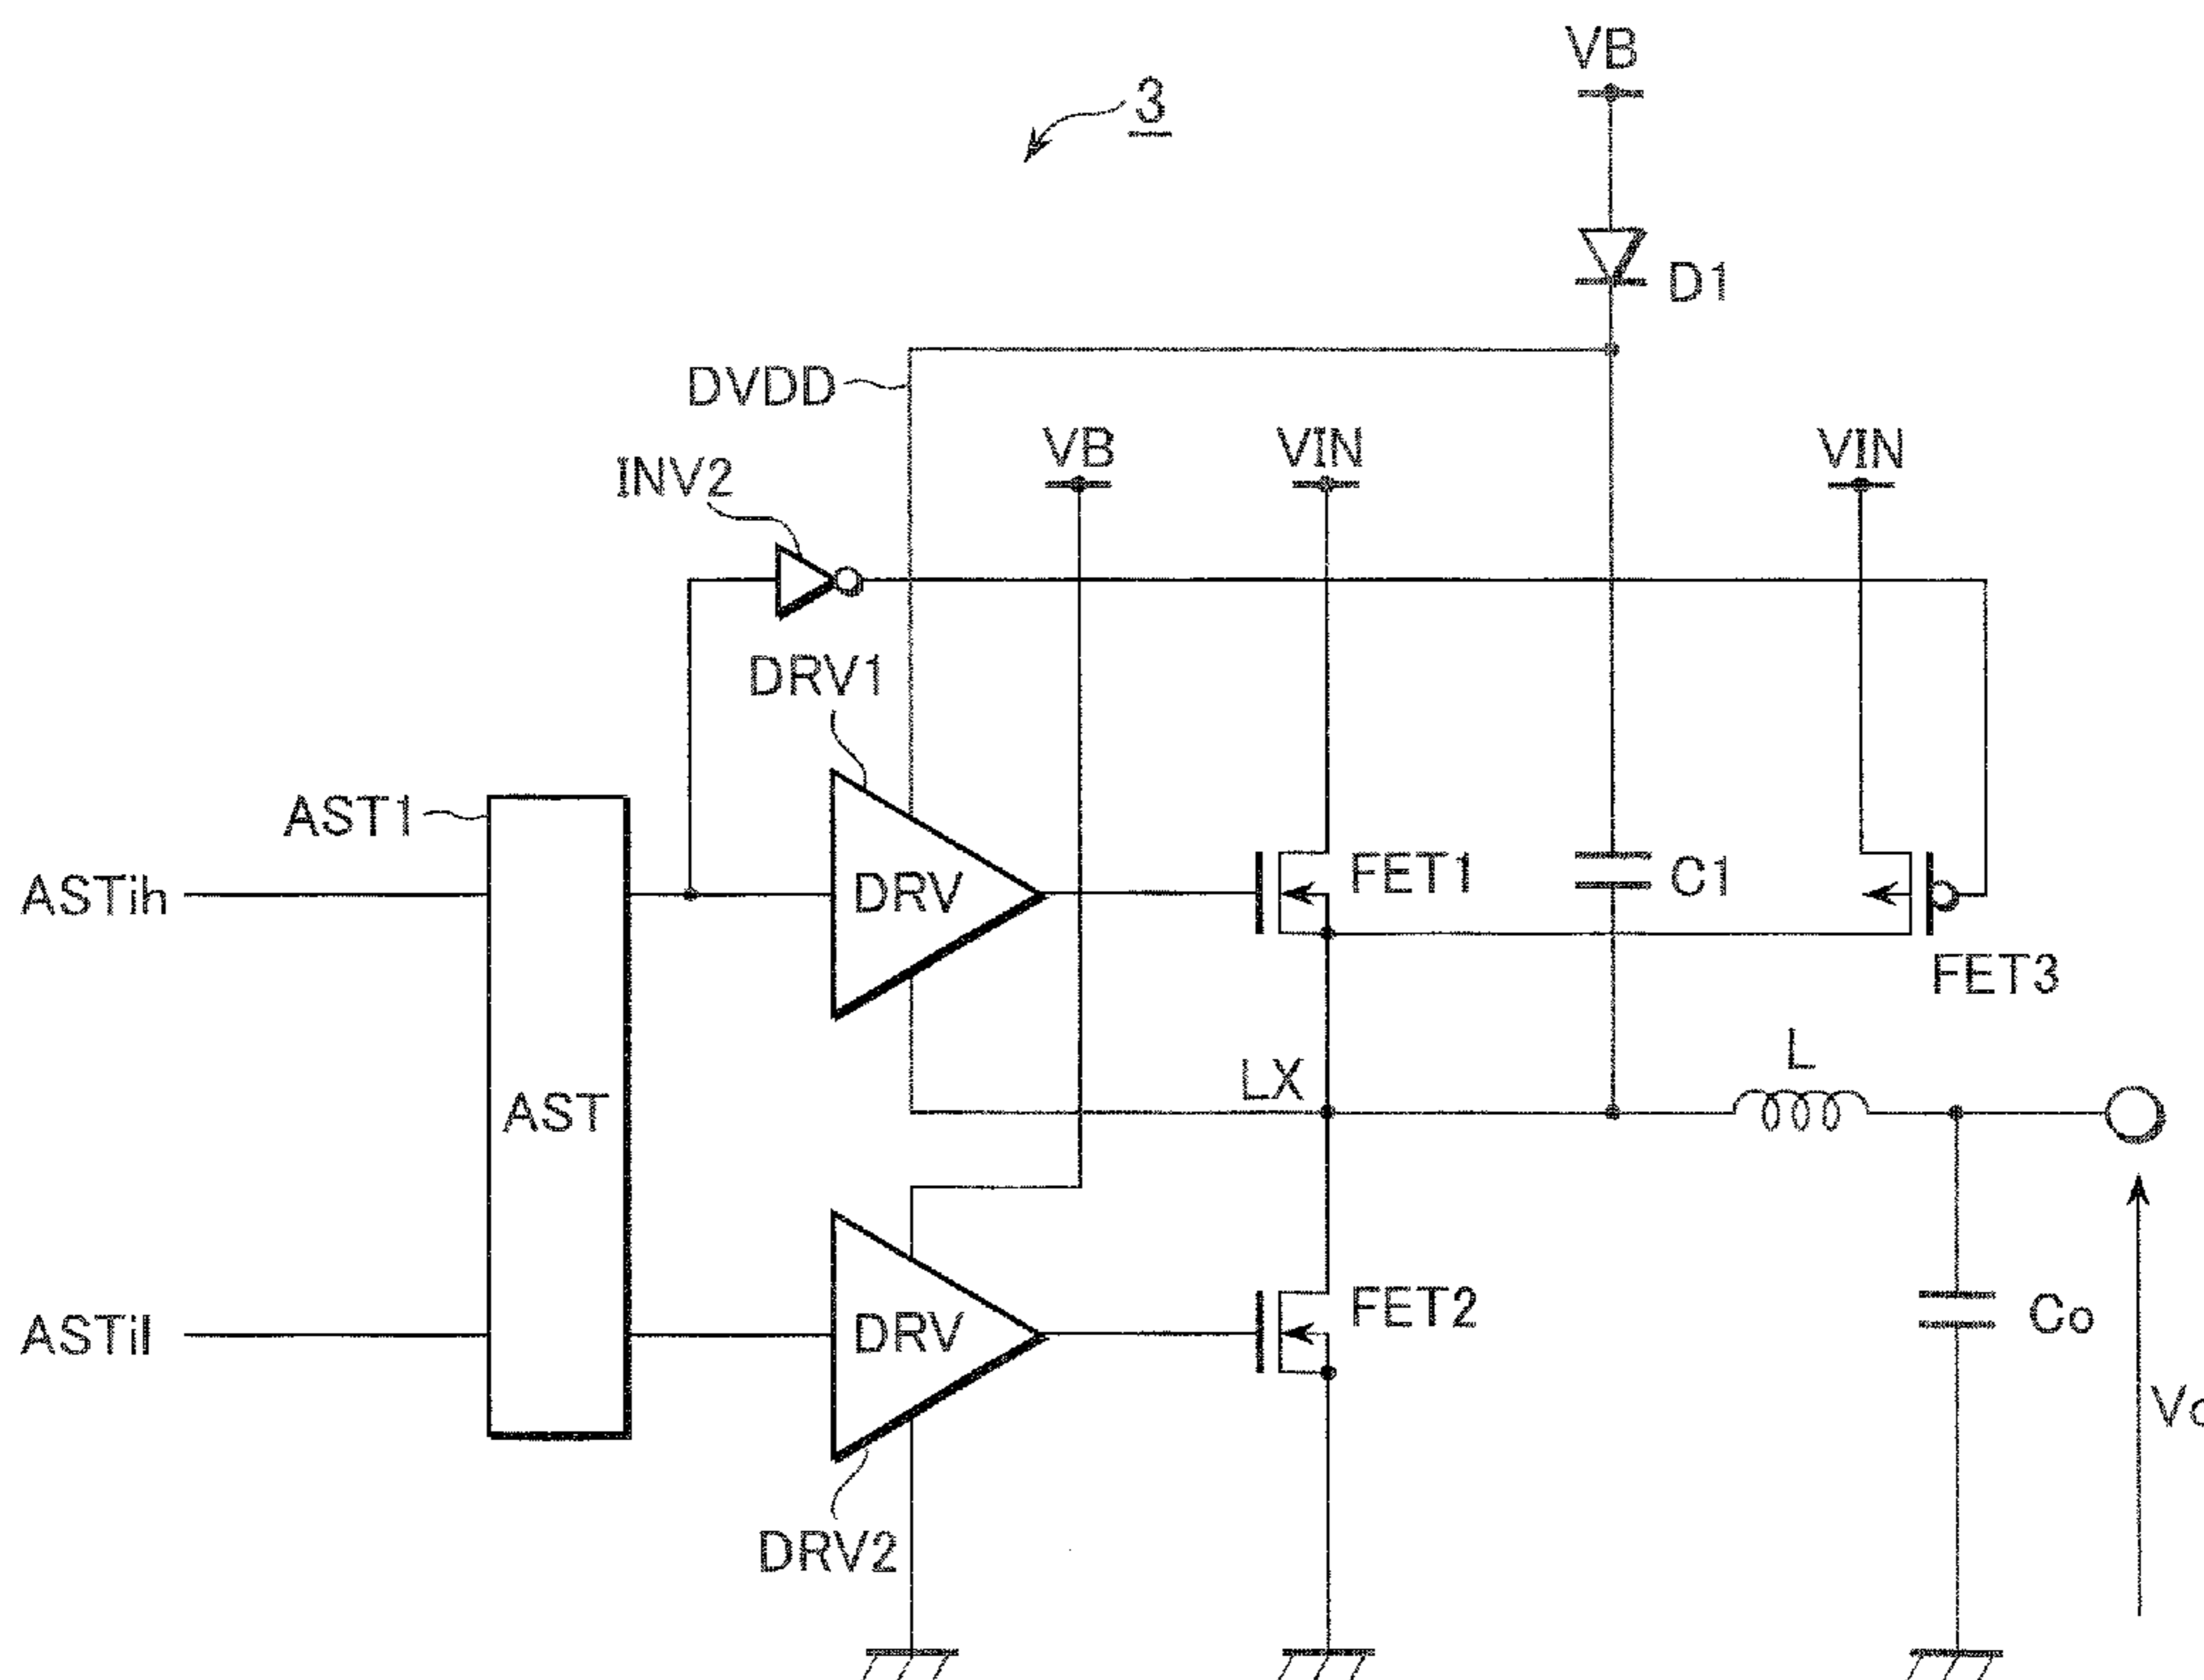 VB
3
D1
DVDD
VB
VIN
VIN
INV2
DRV1
AST1
FET1
C1
ASTih
DRV
FET3
L
LX
AST
FET2
Co
ASTil
DRV
DRV2